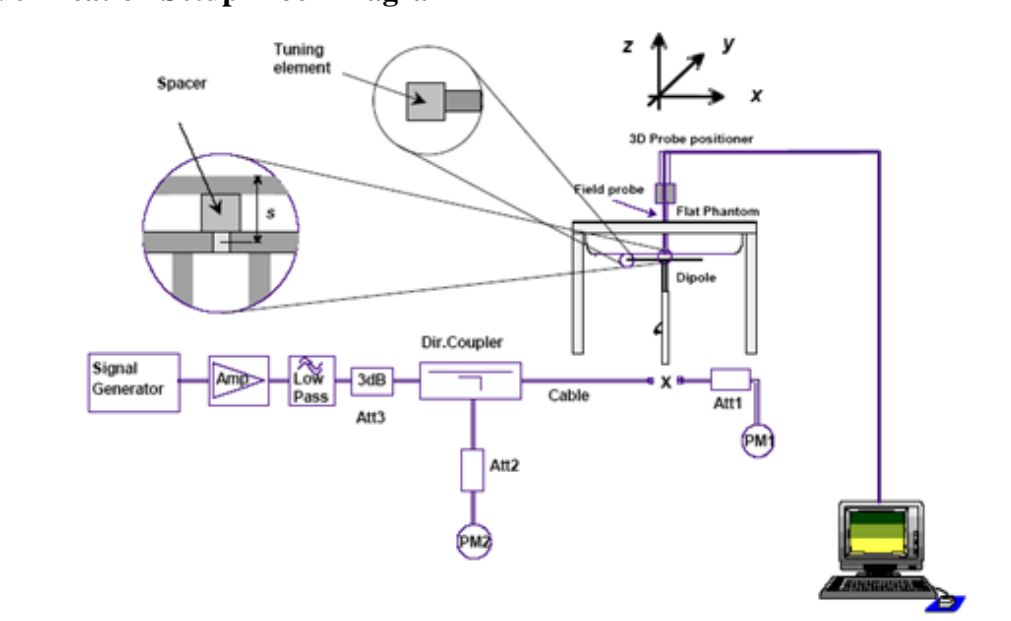 Tuning
element
Spacer
z
y
x
3D Probe positioner
Field probe
Flat Phantom
s
Dipole
Dir.Coupler
Signal
Generator
Amp
Low
Pass
3dB
Att3
Cable
x
Att1
PM1
Att2
PM2